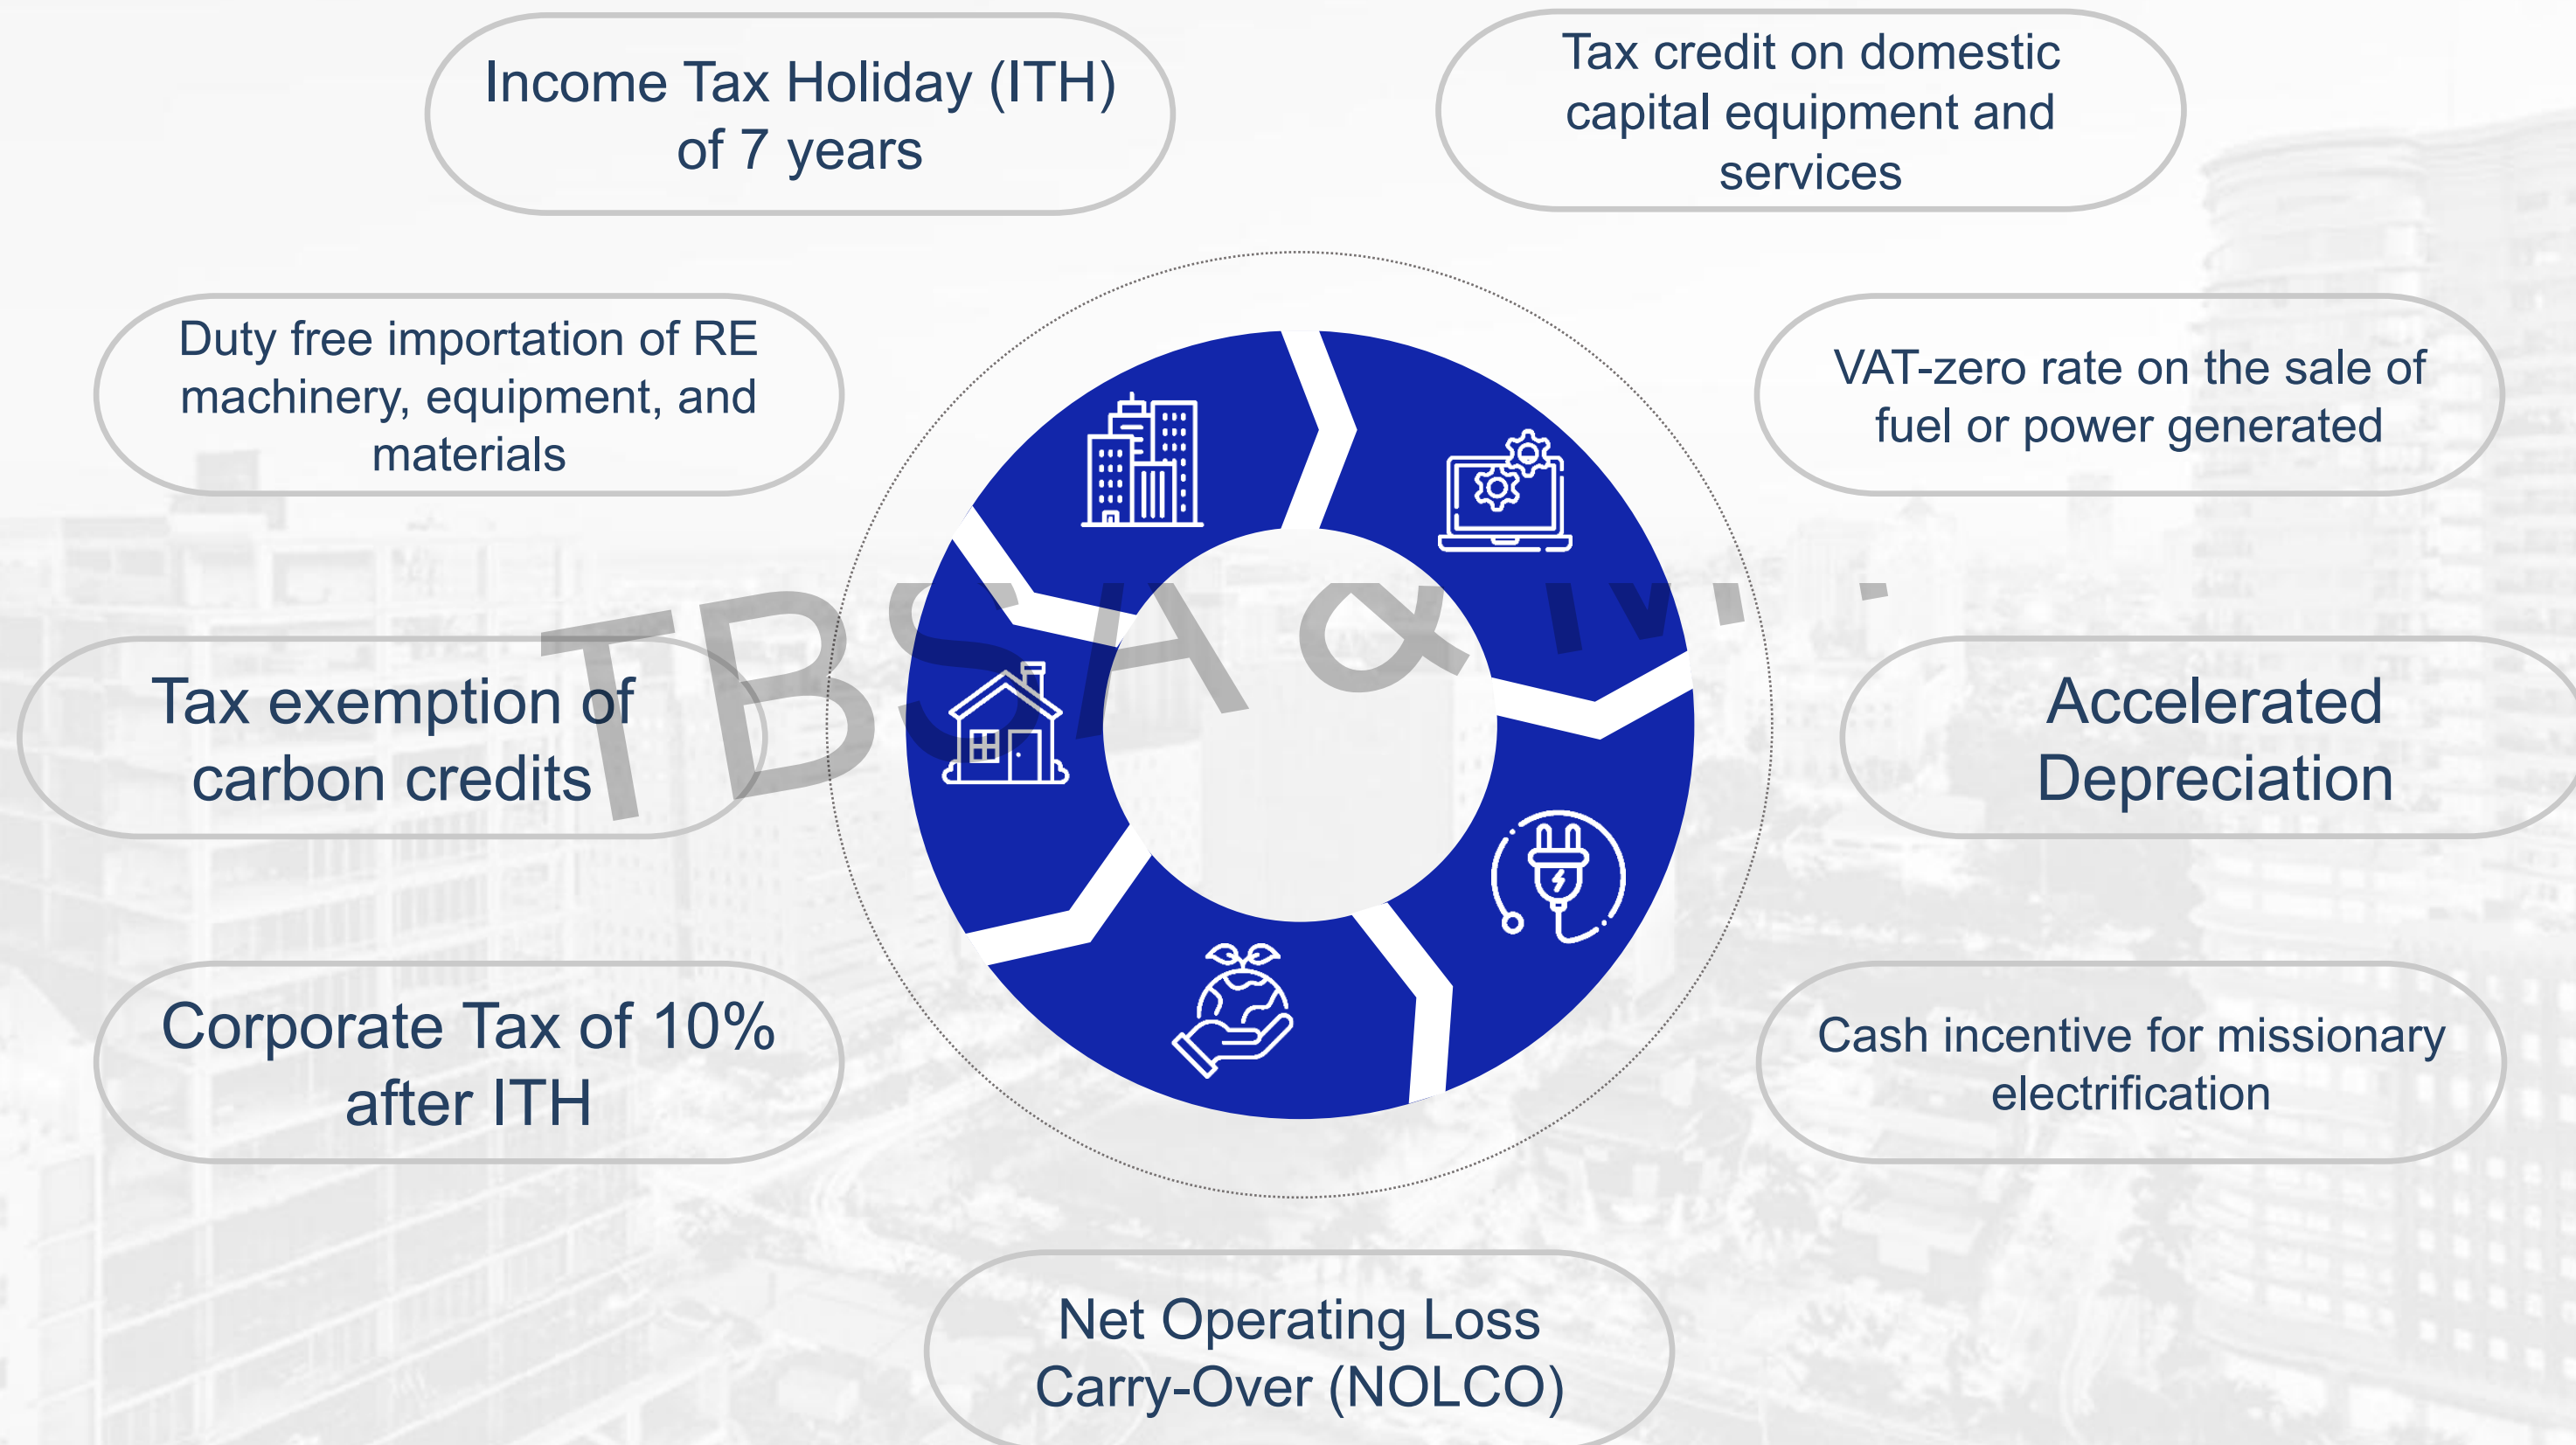 Income Tax Holiday (ITH)
of 7 years
Tax credit on domestic
capital equipment and
services
Duty free importation of RE
machinery, equipment, and
materials
VAT-zero rate on the sale of
fuel or power generated
Tax exemption of
carbon credits
Accelerated
Depreciation
Corporate Tax of 10%
after ITH
Cash incentive for missionary
electrification
Net Operating Loss
Carry-Over (NOLCO)
TBSA &